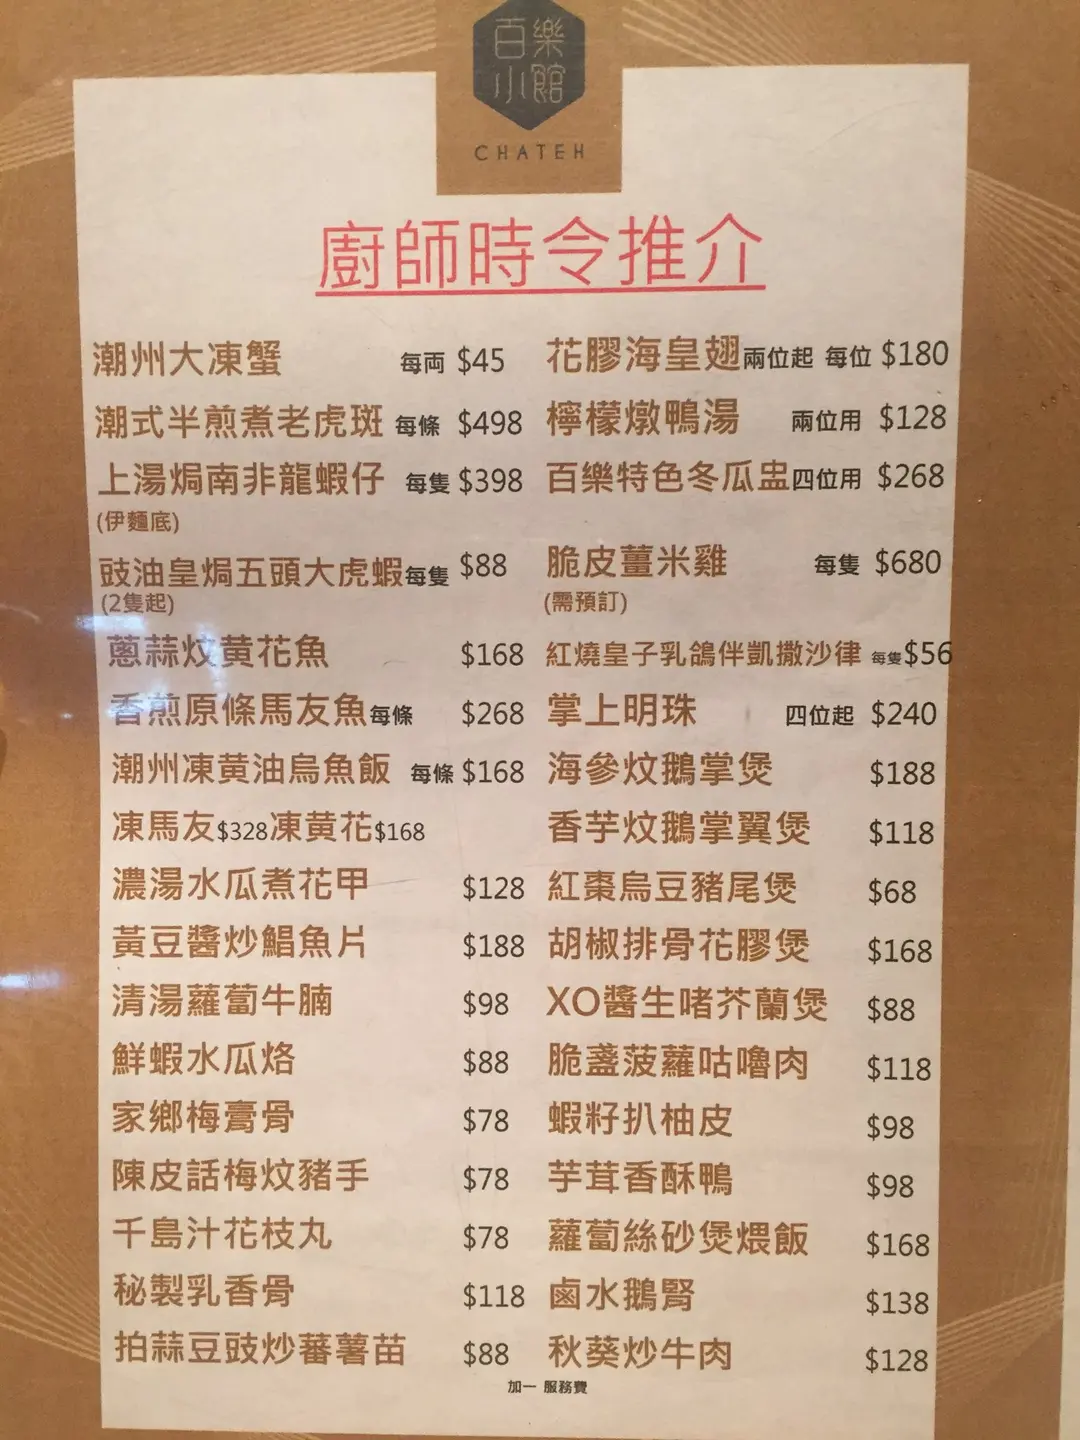 百樂
小館
CHATEH
廚師時令推介
潮州大凍蟹 每両 $45
潮式半煎煮老虎斑 每條 $498
上湯焗南非龍蝦仔 每隻 $398
(伊麵底)
豉油皇焗五頭大虎蝦每隻 $88
(2隻起)
蔥蒜炆黄花魚 $168
香煎原條馬友魚每條 $268
潮州凍黄油烏魚飯 每條 $168
凍馬友$328凍黄花$168
濃湯水瓜煮花甲 $128
黃豆醬炒鯧魚片 $188
清湯蘿蔔牛腩 $98
鮮蝦水瓜烙 $88
家鄉梅膏骨 $78
陳皮話梅炆豬手 $78
千島汁花枝丸 $78
秘製乳香骨 $118
拍蒜豆豉炒蕃薯苗 $88
花膠海皇翅兩位起 每位 $180
檸檬燉鴨湯 兩位用 $128
百樂特色冬瓜盅四位用 $268
脆皮薑米雞 每隻 $680
(需預訂)
紅燒皇子乳鴿伴凱撒沙律 每隻$56
掌上明珠 四位起 $240
海參炆鵝掌煲 $188
香芋炆鵝掌翼煲 $118
紅棗烏豆豬尾煲 $68
胡椒排骨花膠煲 $168
XO醬生啫芥蘭煲 $88
脆盞菠蘿咕嚕肉 $118
蝦籽扒柚皮 $98
芋茸香酥鴨 $98
蘿蔔絲砂煲煨飯 $168
鹵水鵝腎 $138
秋葵炒牛肉 $128
加一 服務費